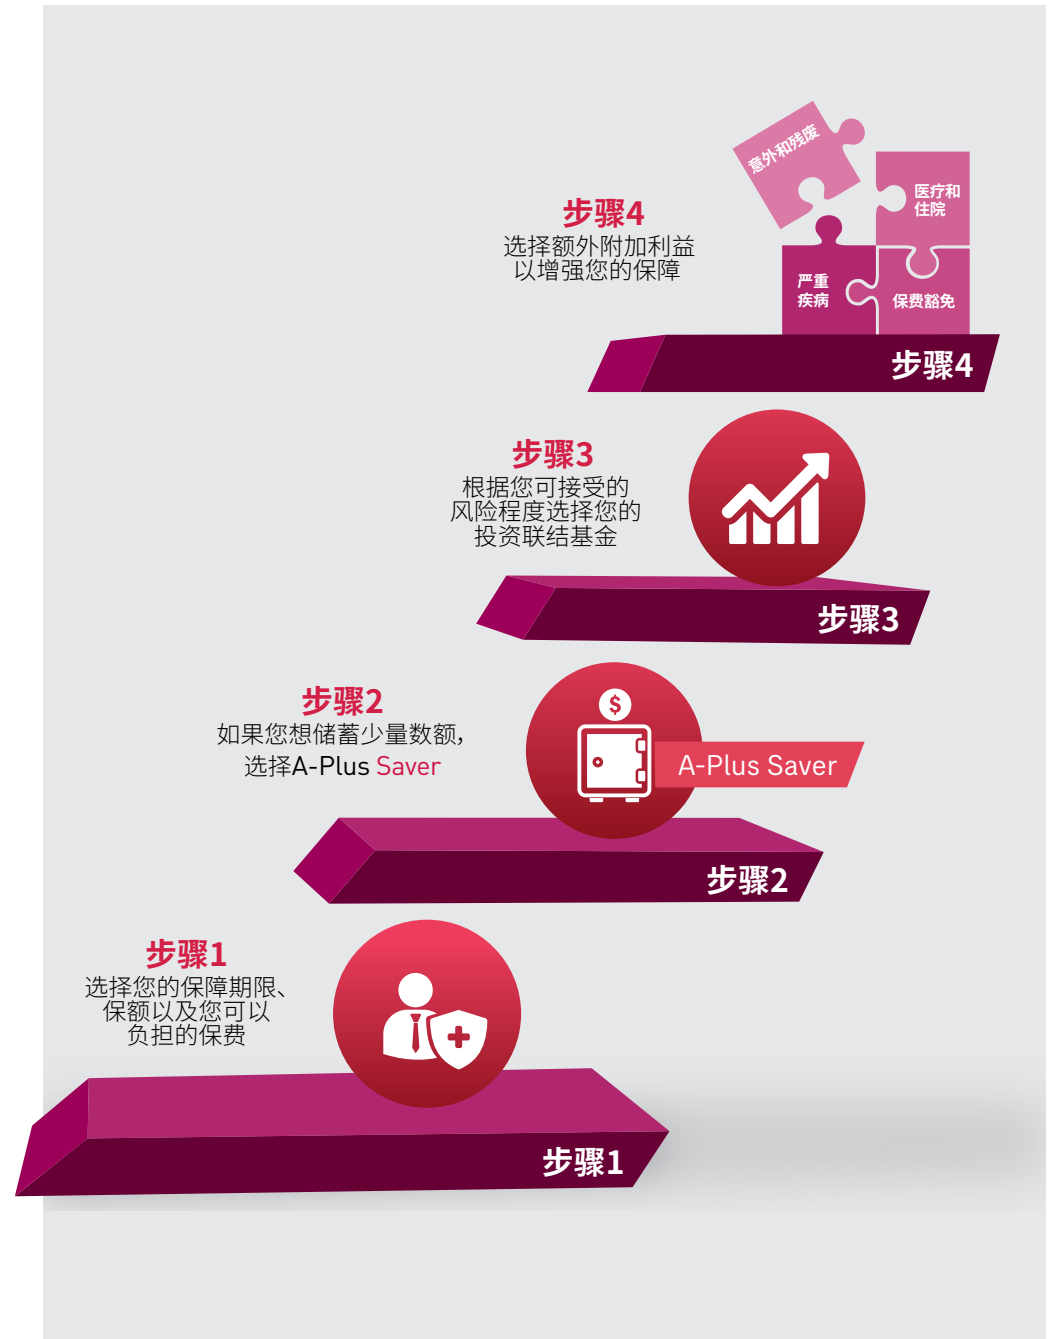 意外和残废
医疗和
住院
严重
疾病
保费豁免
步骤4
选择额外附加利益
以增强您的保障
步骤4
步骤3
根据您可接受的
风险程度选择您的
投资联结基金
步骤3
步骤2
如果您想储蓄少量数额，
选择A-Plus Saver
$
A-Plus Saver
步骤2
步骤1
选择您的保障期限、
保额以及您可以
负担的保费
步骤1